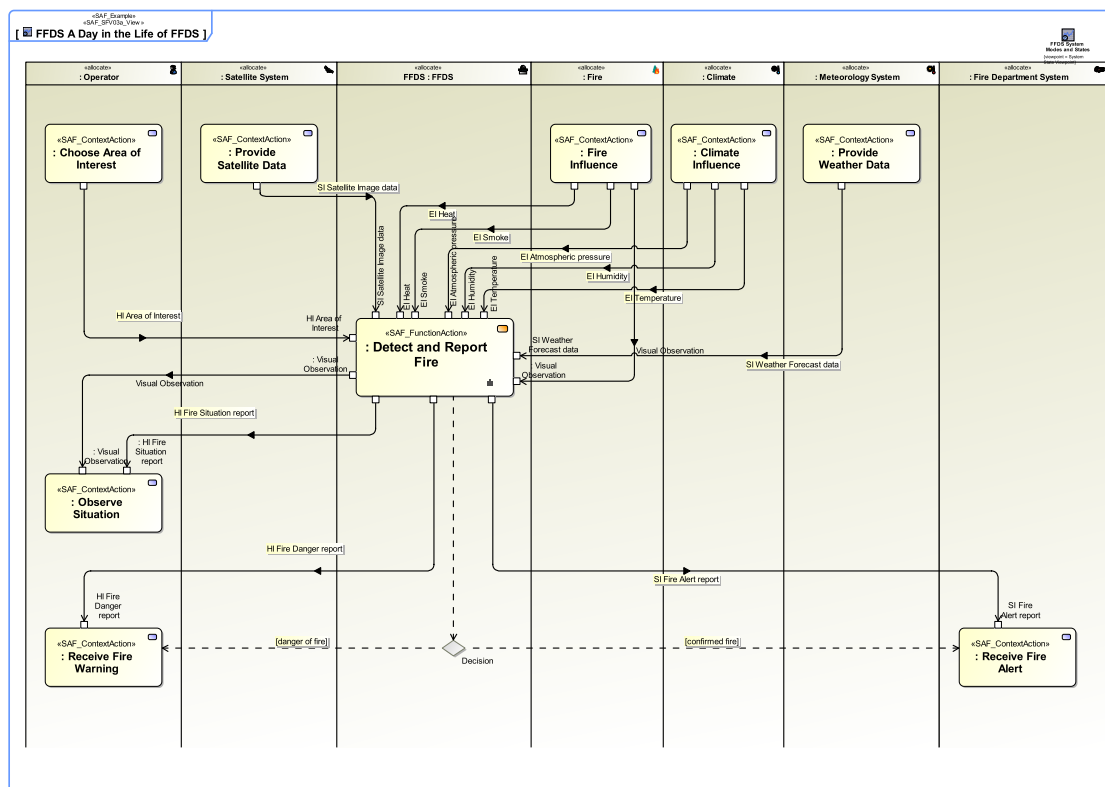 «SAF_Example»
«SAF_SFV03a_View»
[ FFDS A Day in the Life of FFDS ]
FFDS System
Modes and States
«allocate»
: Operator
«allocate»
: Satellite System
«allocate»
FFDS : FFDS
«allocate»
: Fire
«allocate»
: Climate
«allocate»
: Meteorology System
«allocate»
: Fire Department System
«SAF_ContextAction»
: Choose Area of
Interest
«SAF_ContextAction»
: Provide
Satellite Data
«SAF_ContextAction»
: Fire
Influence
«SAF_ContextAction»
: Climate
Influence
«SAF_ContextAction»
: Provide
Weather Data
SI Satellite Image data
EI Heat
EI Smoke
EI Atmospheric pressure
EI Humidity
EI Temperature
SI Satellite Image data
EI Heat
EI Smoke
EI Atmospheric pressure
EI Humidity
EI Temperature
HI Area of Interest
HI Area of
Interest
«SAF_FunctionAction»
: Detect and Report
Fire
SI Weather
Forecast data
Visual Observation
SI Weather Forecast data
: Visual
Observation
Visual Observation
: Visual
Observation
HI Fire Situation report
: Visual
Observation
: HI Fire
Situation
report
«SAF_ContextAction»
: Observe
Situation
HI Fire Danger report
SI Fire Alert report
HI Fire
Danger
report
SI Fire
Alert report
«SAF_ContextAction»
: Receive Fire
Warning
[danger of fire]
Decision
[confirmed fire]
«SAF_ContextAction»
: Receive Fire
Alert